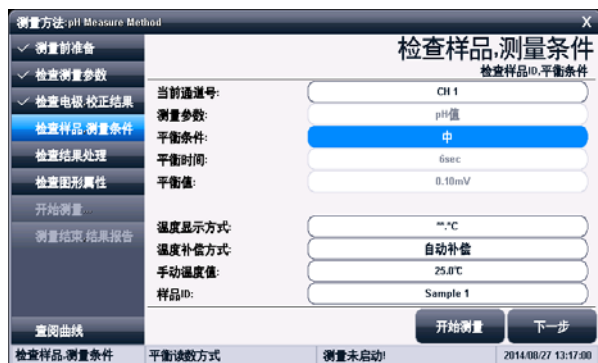 测量方法:pH Measure Method X
✓ 测量前准备
✓ 检查测量参数
✓ 检查电极.校正结果
检查样品.测量条件
检查结果处理
检查图形属性
开始测量...
测量结束.结果报告
查阅曲线
检查样品,测量条件
检查样品ID,平衡条件
当前通道号: CH 1
测量参数: pH值
平衡条件: 中
平衡时间: 6sec
平衡值: 0.10mV
温度显示方式: **.*℃
温度补偿方式: 自动补偿
手动温度值: 25.0℃
样品ID: Sample 1
开始测量 下一步
检查样品.测量条件 平衡读数方式 测量未启动! 2014/08/27 13:17:00